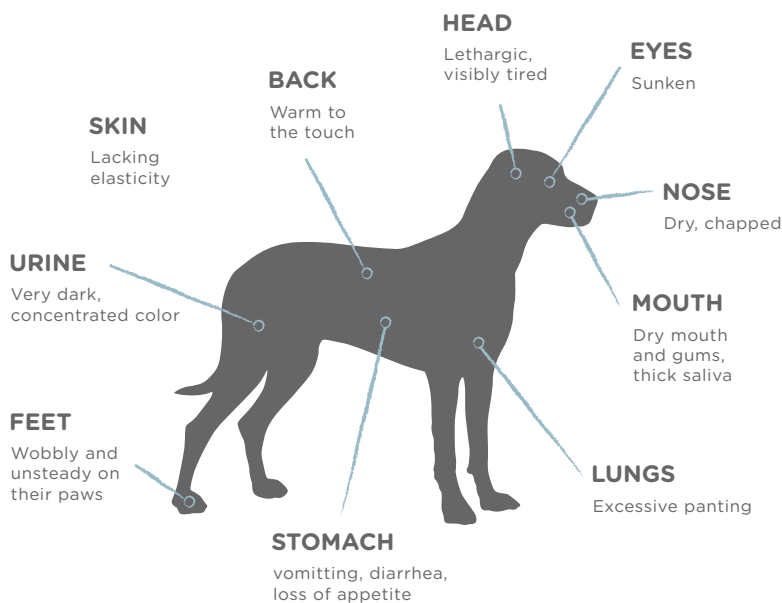 HEAD
Lethargic,
visibly tired
EYES
Sunken
BACK
Warm to
the touch
SKIN
Lacking
elasticity
NOSE
Dry, chapped
URINE
Very dark,
concentrated color
MOUTH
Dry mouth
and gums,
thick saliva
FEET
Wobbly and
unsteady on
their paws
LUNGS
Excessive panting
STOMACH
vomitting, diarrhea,
loss of appetite